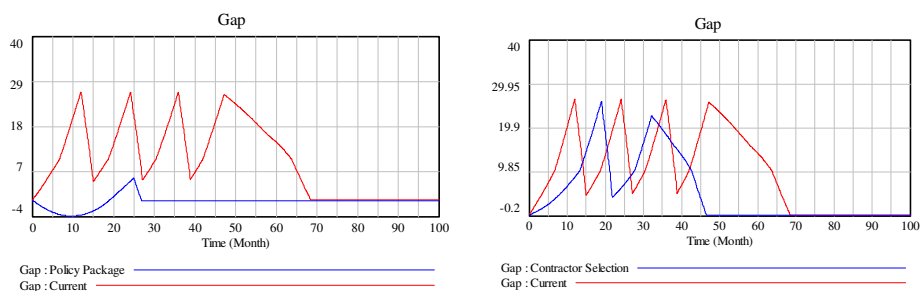 Gap
40
29
18
7
-4
0 10 20 30 40 50 60 70 80 90 100
Time (Month)
Gap : Policy Package
Gap : Current
Gap
40
29.95
19.9
9.85
-0.2
0 10 20 30 40 50 60 70 80 90 100
Time (Month)
Gap : Contractor Selection
Gap : Current